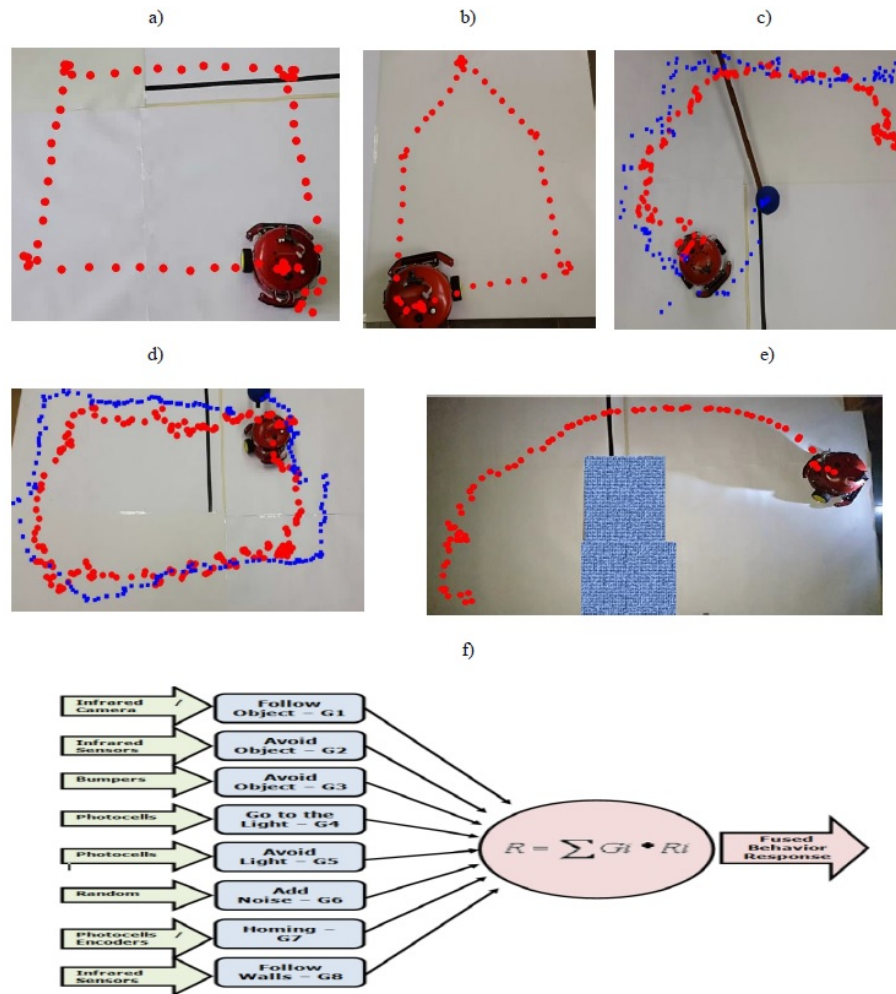 a)
b)
c)
d)
e)
f)
Infrared
Camera
Follow
Object – G1
Infrared
Sensors
Avoid
Object – G2
Bumpers
Avoid
Object – G3
Photocells
Go to the
Light – G4
Photocells
Avoid
Light – G5
Random
Add
Noise – G6
Photocells
Encoders
Homing –
G7
Infrared
Sensors
Follow
Walls – G8
R = ∑ Gi • Ri
Fused
Behavior
Response